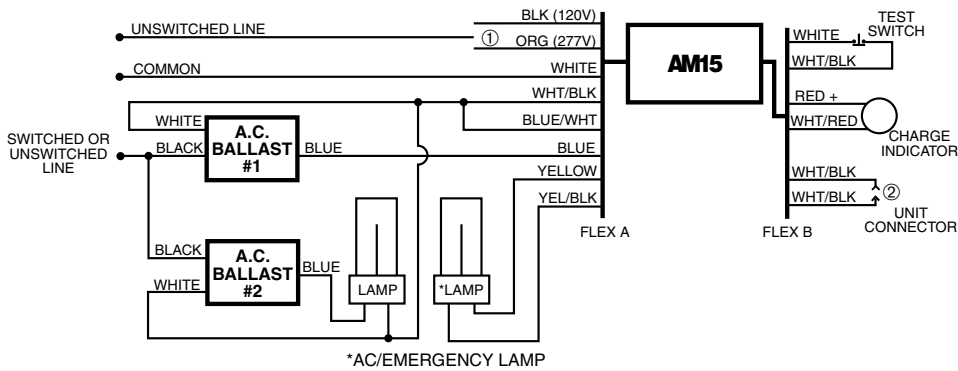 UNSWITCHED LINE
BLK (120V)
① ORG (277V)
COMMON
WHITE
WHT/BLK
BLUE/WHT
WHITE
SWITCHED OR
UNSWITCHED
LINE
BLACK
A.C.
BALLAST
#1
BLUE
BLUE
YELLOW
YEL/BLK
FLEX A
BLACK
WHITE
A.C.
BALLAST
#2
BLUE
LAMP
*LAMP
*AC/EMERGENCY LAMP
AM15
TEST
SWITCH
WHITE
WHT/BLK
RED +
WHT/RED
CHARGE
INDICATOR
WHT/BLK
②
WHT/BLK
UNIT
CONNECTOR
FLEX B